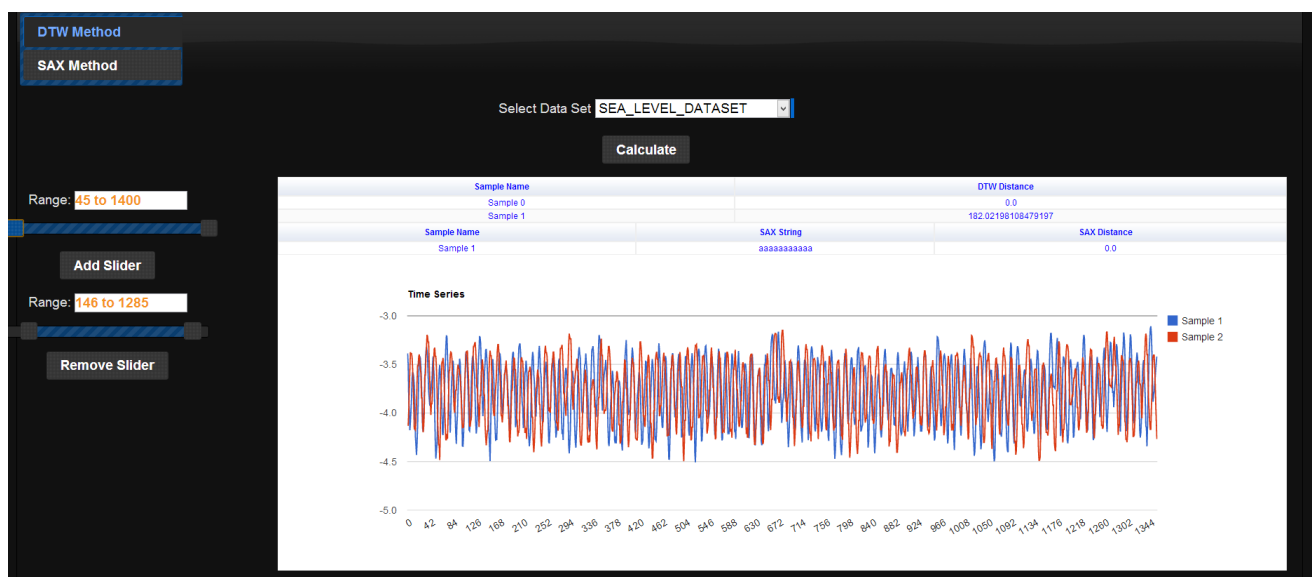 DTW Method
SAX Method
Select Data Set SEA_LEVEL_DATASET
Calculate
Range: 45 to 1400
Add Slider
Range: 146 to 1285
Remove Slider
Sample Name DTW Distance
Sample 0 0.0
Sample 1 182.02198108479197
Sample Name SAX String SAX Distance
Sample 1 aaaaaaaaaaa 0.0
Time Series
-3.0
-3.5
-4.0
-4.5
-5.0
0 42 84 126 168 210 252 294 336 378 420 462 504 546 588 630 672 714 756 798 840 882 924 966 1008 1050 1092 1134 1176 1218 1260 1302 1344
Sample 1
Sample 2